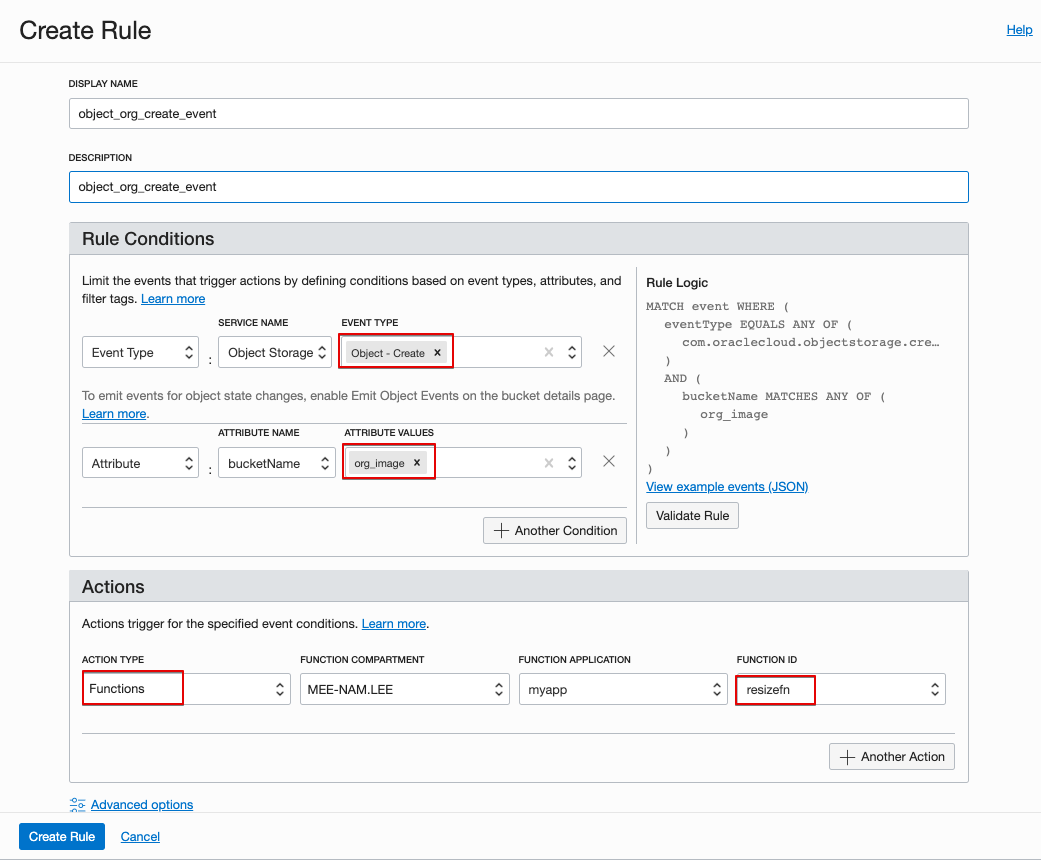 Create Rule
Help
DISPLAY NAME
object_org_create_event
DESCRIPTION
object_org_create_event
Rule Conditions
Limit the events that trigger actions by defining conditions based on event types, attributes, and
filter tags. Learn more
SERVICE NAME
EVENT TYPE
Event Type
:
Object Storage
Object - Create ×
×
×
To emit events for object state changes, enable Emit Object Events on the bucket details page.
Learn more.
ATTRIBUTE NAME
ATTRIBUTE VALUES
Attribute
:
bucketName
org_image ×
×
×
+ Another Condition
Rule Logic
MATCH event WHERE (
eventType EQUALS ANY OF (
com.oraclecloud.objectstorage.cre…
)
AND (
bucketName MATCHES ANY OF (
org_image
)
)
)
View example events (JSON)
Validate Rule
Actions
Actions trigger for the specified event conditions. Learn more.
ACTION TYPE
FUNCTION COMPARTMENT
FUNCTION APPLICATION
FUNCTION ID
Functions
MEE-NAM.LEE
myapp
resizefn
+ Another Action
Advanced options
Create Rule
Cancel